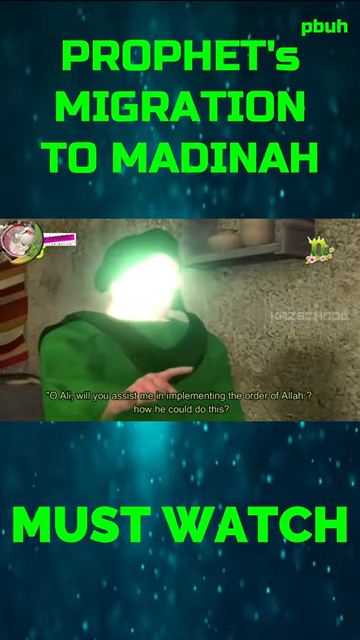 pbuh
PROPHET's
MIGRATION
TO MADINAH
KAZSCHOOL
"O Ali, will you assist me in implementing the order of Allah ?
how he could do this?
MUST WATCH